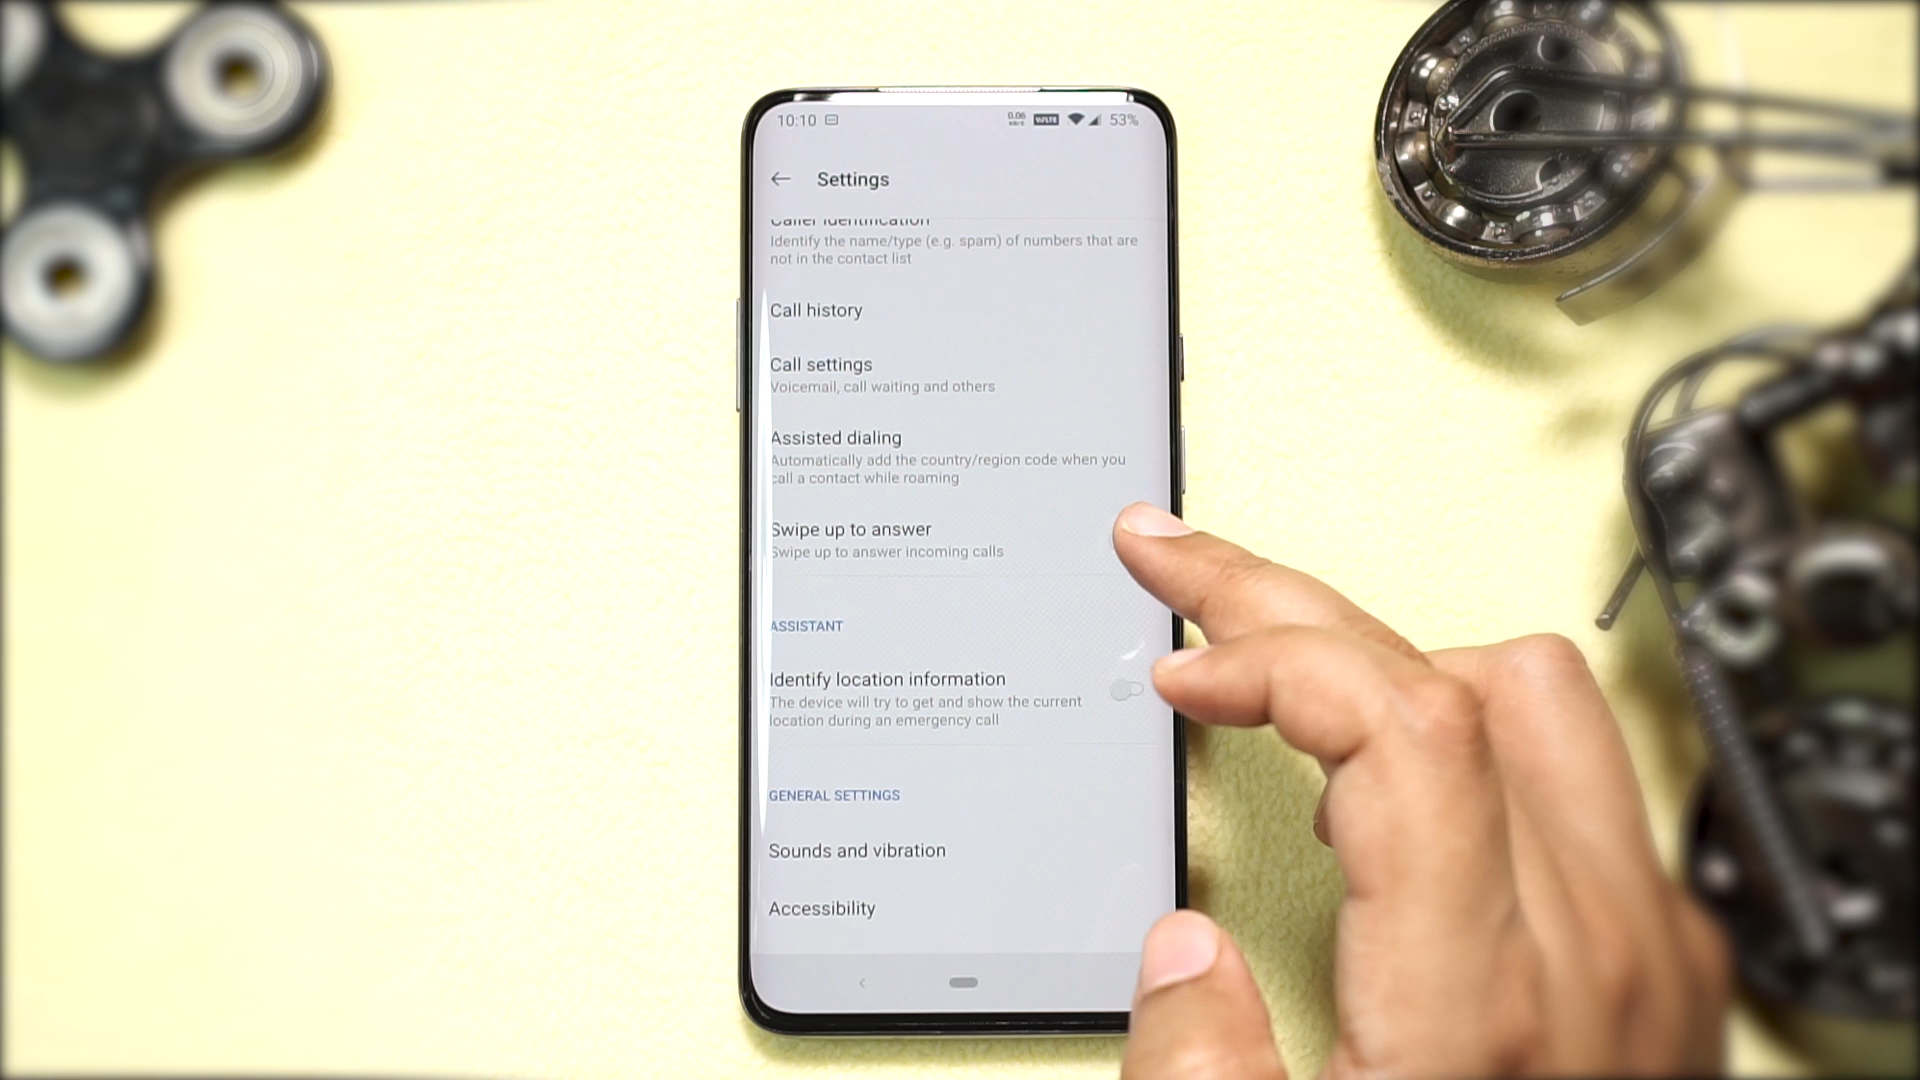 10:10
0.06
KB/S
VoLTE
53%
Settings
Caller identification
Identify the name/type (e.g. spam) of numbers that are
not in the contact list
Call history
Call settings
Voicemail, call waiting and others
Assisted dialing
Automatically add the country/region code when you
call a contact while roaming
Swipe up to answer
Swipe up to answer incoming calls
ASSISTANT
Identify location information
The device will try to get and show the current
location during an emergency call
GENERAL SETTINGS
Sounds and vibration
Accessibility